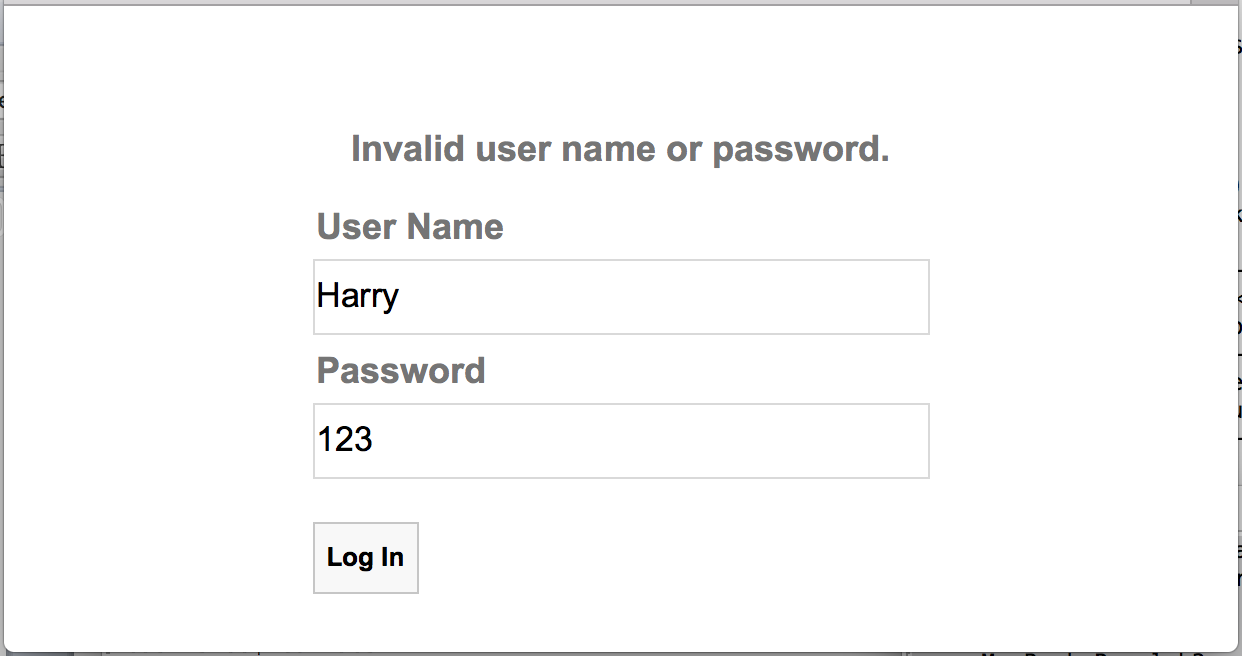 Invalid user name or password.
User Name
Harry
Password
123
Log In